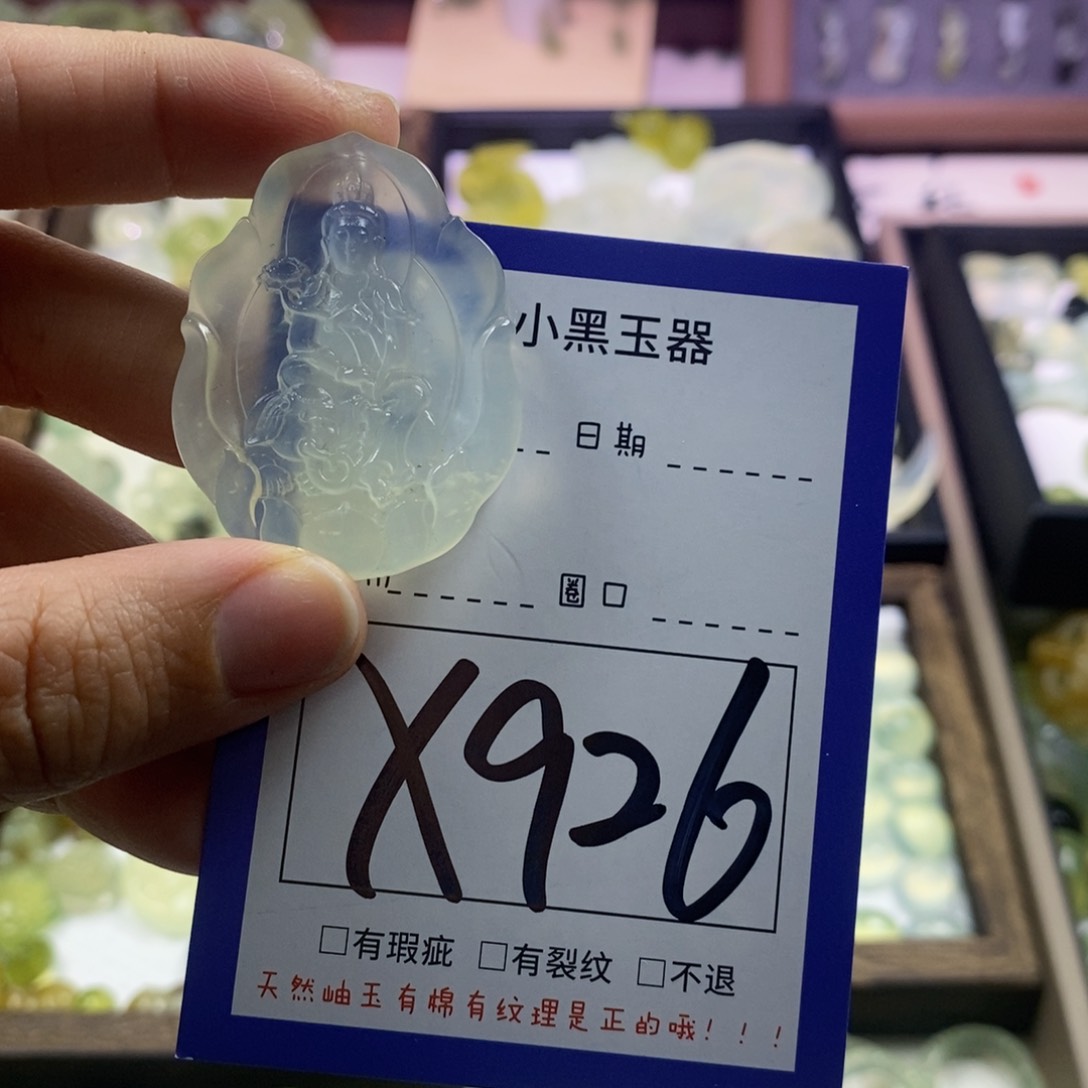 小黑玉器
日期
圈口
X926
□有瑕疵 □有裂纹 □不退
天然岫玉有棉有纹理是正的哦！！！